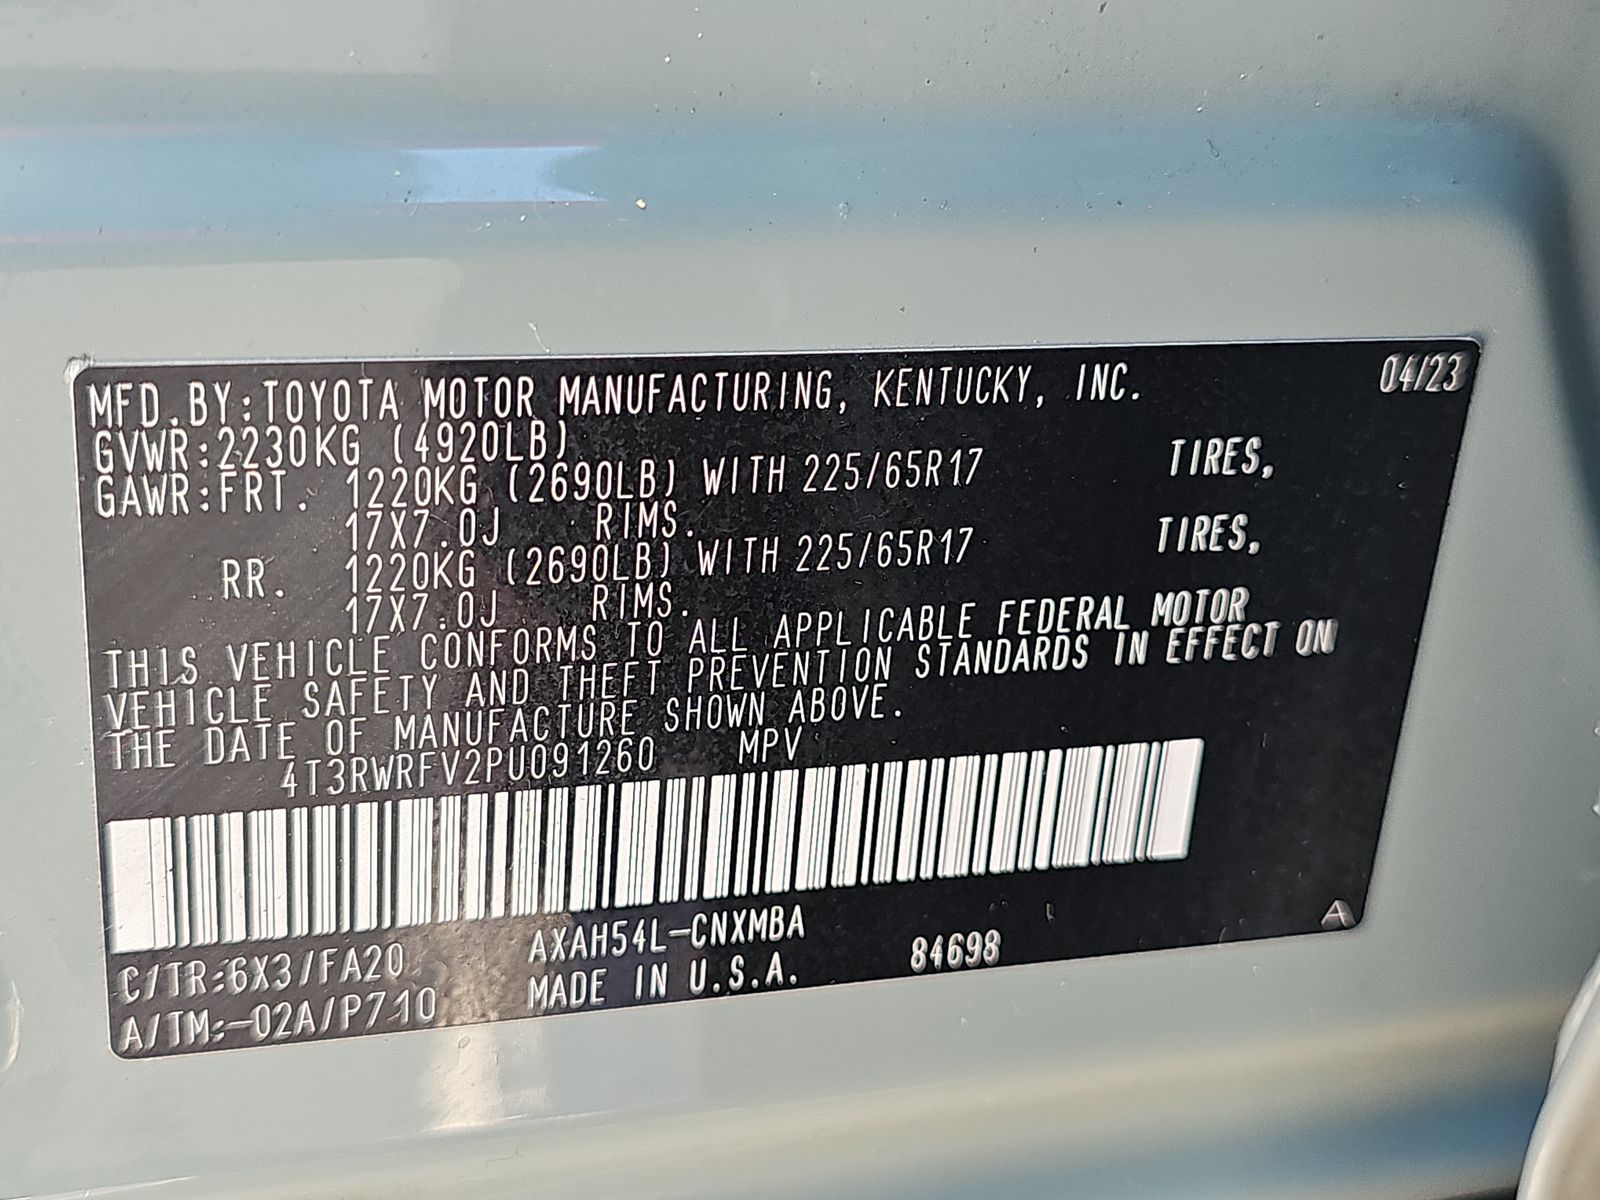 MFD.BY:TOYOTA MOTOR MANUFACTURING, KENTUCKY, INC. 04/23
GVWR:2230KG (4920LB)
GAWR:FRT. 1220KG (2690LB) WITH 225/65R17 TIRES,
17X7.0J RIMS.
RR. 1220KG (2690LB) WITH 225/65R17 TIRES,
17X7.0J RIMS.
THIS VEHICLE CONFORMS TO ALL APPLICABLE FEDERAL MOTOR
VEHICLE SAFETY AND THEFT PREVENTION STANDARDS IN EFFECT ON
THE DATE OF MANUFACTURE SHOWN ABOVE.
4T3RWRFV2PU091260 MPV
C/TR:6X3/FA20 AXAH54L-CNXMBA
A/TM:-02A/P710 MADE IN U.S.A. 84698 A